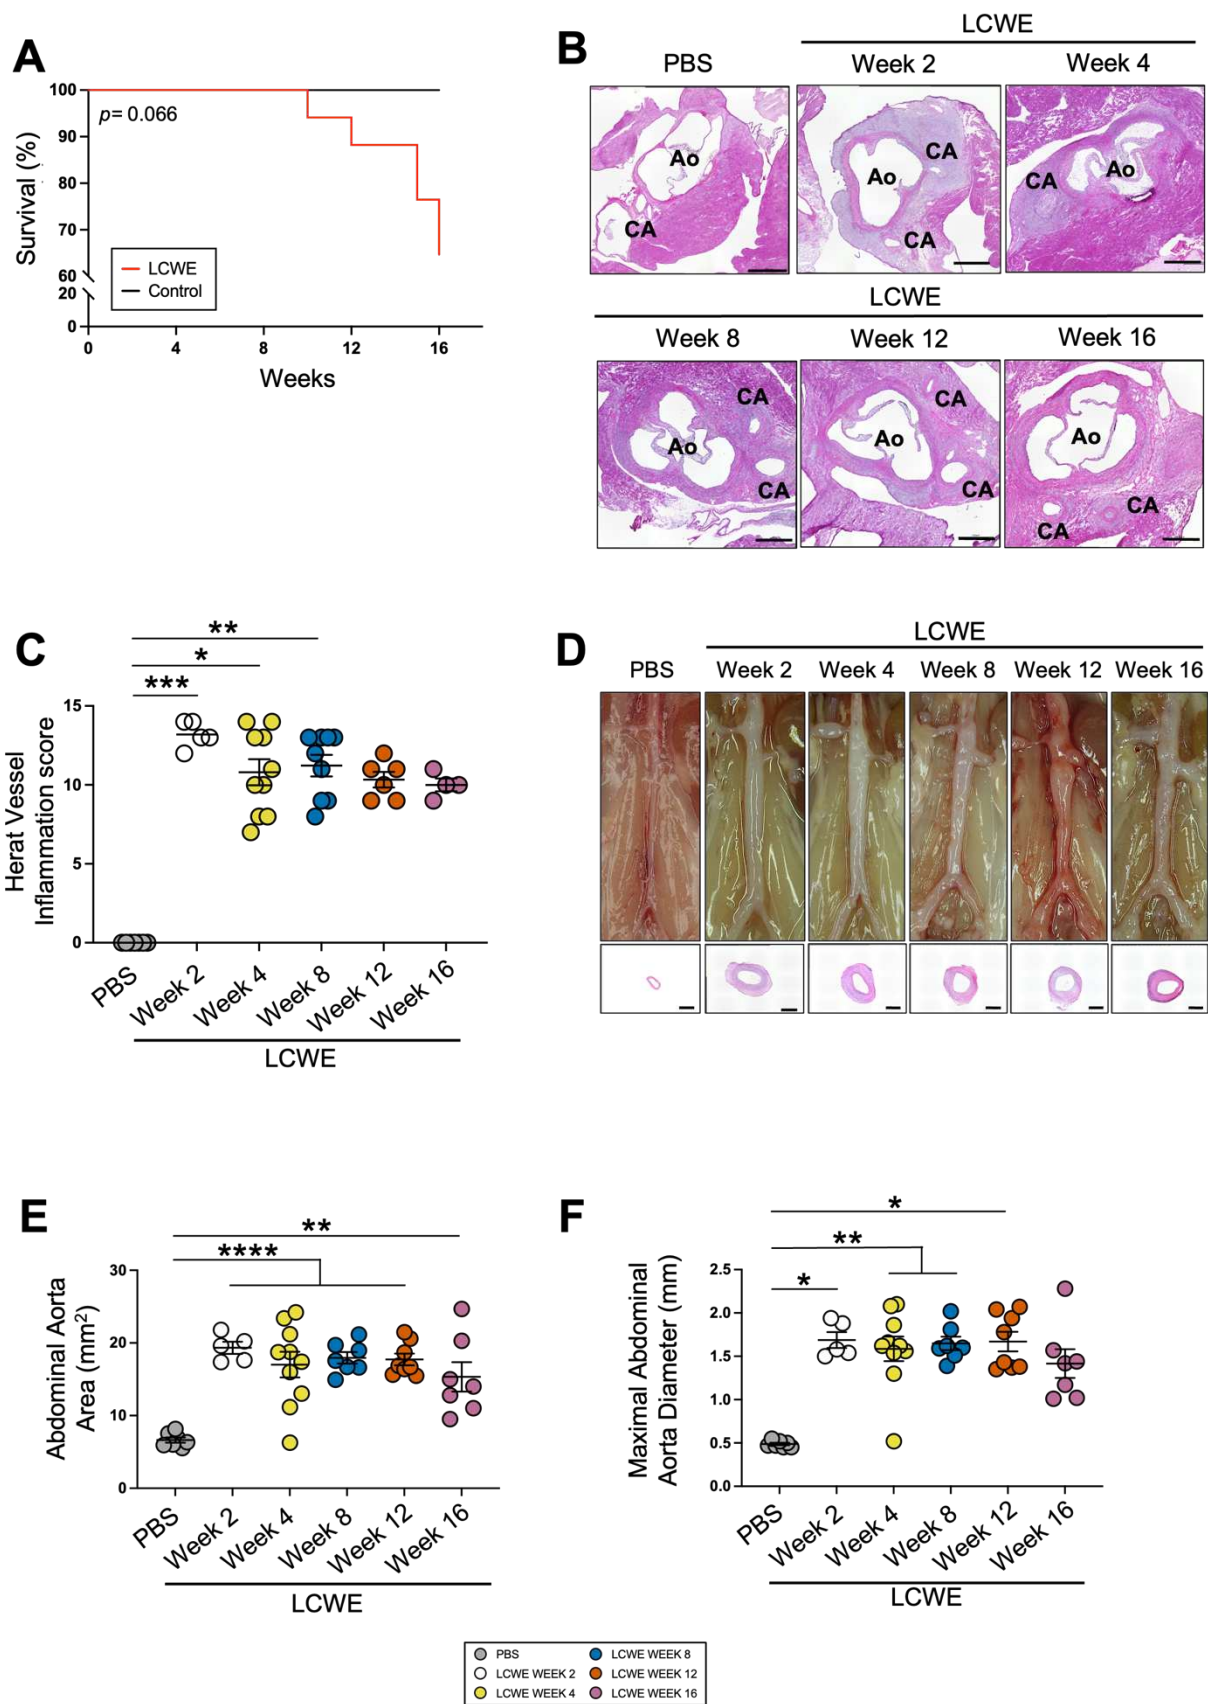 A
100
90
80
70
60
20
0
p= 0.066
Survival (%)
LCWE
Control
0 4 8 12 16
Weeks
B
LCWE
PBS Week 2 Week 4
Ao
CA
Ao
CA
CA
Ao
CA
LCWE
Week 8 Week 12 Week 16
Ao
CA
CA
Ao
CA
CA
Ao
CA
CA
C
**
*
***
15
10
5
0
Herat Vessel
Inflammation score
PBS Week 2 Week 4 Week 8 Week 12 Week 16
LCWE
D
LCWE
PBS Week 2 Week 4 Week 8 Week 12 Week 16
E
**
****
30
20
10
0
Abdominal Aorta
Area (mm²)
PBS Week 2 Week 4 Week 8 Week 12 Week 16
LCWE
F
*
**
*
2.5
2.0
1.5
1.0
0.5
0.0
Maximal Abdominal
Aorta Diameter (mm)
PBS Week 2 Week 4 Week 8 Week 12 Week 16
LCWE
PBS LCWE WEEK 8
LCWE WEEK 2 LCWE WEEK 12
LCWE WEEK 4 LCWE WEEK 16